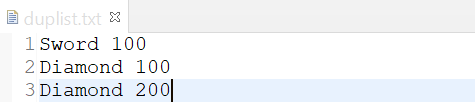 duplist.txt
1 Sword 100
2 Diamond 100
3 Diamond 200